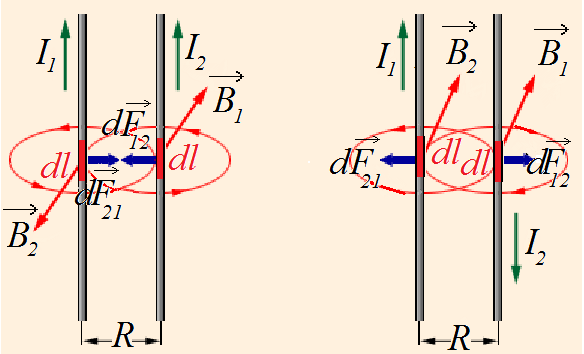 I₁ I₂
B₁
dF₁₂
dl dl
dF₂₁
B₂
R
I₁ B₂ B₁
dF₂₁ dl dl dF₁₂
I₂
R